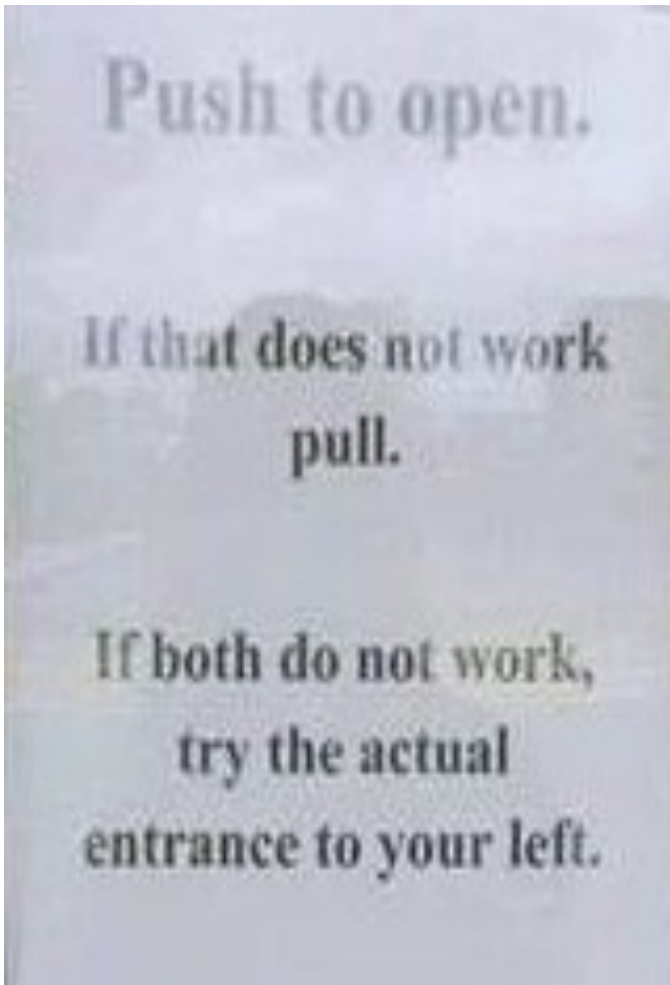 Push to open.
If that does not work
pull.
If both do not work,
try the actual
entrance to your left.